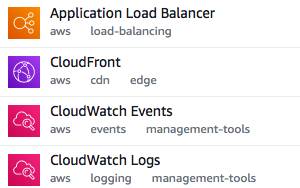 Application Load Balancer
aws load-balancing
CloudFront
aws cdn edge
CloudWatch Events
aws events management-tools
CloudWatch Logs
aws logging management-tools